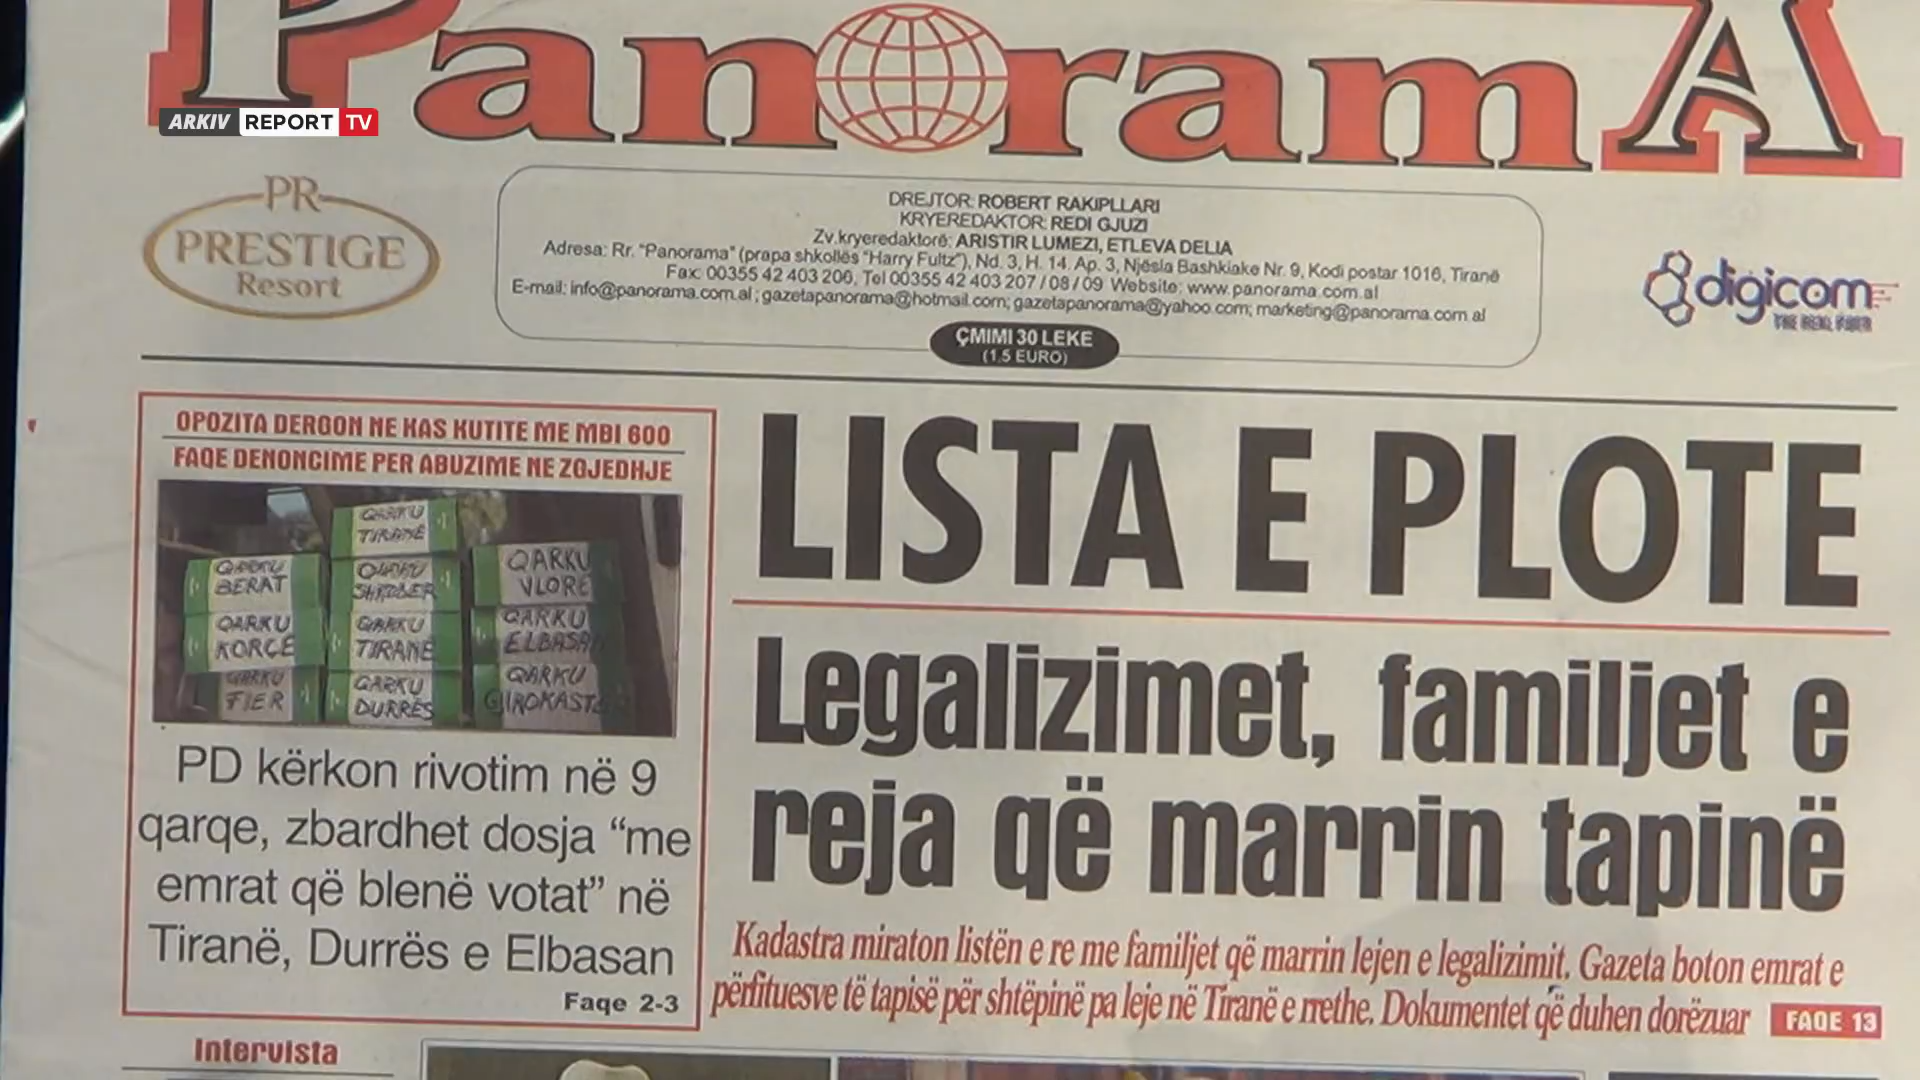 PanoramA
ARKIV REPORT TV
PR
PRESTIGE
Resort
DREJTOR: ROBERT RAKIPLLARI
KRYEREDAKTOR: REDI GJUZI
Zv.kryeredaktorë: ARISTIR LUMEZI, ETLEVA DELIA
Adresa: Rr. "Panorama" (prapa shkollës "Harry Fultz"), Nd. 3, H. 14. Ap. 3, Njësia Bashkiake Nr. 9, Kodi postar 1016, Tiranë
Fax: 00355 42 403 206, Tel 00355 42 403 207 / 08 / 09 Website: www.panorama.com.al
E-mail: info@panorama.com.al; gazetapanorama@hotmail.com; gazetapanorama@yahoo.com; marketing@panorama.com.al
ÇMIMI 30 LEKE
(1,5 EURO)
digicom
OPOZITA DERGON NE KAS KUTITE ME MBI 600
FAQE DENONCIME PER ABUZIME NE ZGJEDHJE
QARKU
TIRANË
QARKU
BERAT
QARKU
SHKODER
QARKU
VLORË
QARKU
KORÇË
QARKU
TIRANË
QARKU
ELBASAN
QARKU
FIER
QARKU
DURRËS
QARKU
PD kërkon rivotim në 9
qarqe, zbardhet dosja “me
emrat që blenë votat” në
Tiranë, Durrës e Elbasan
Faqe 2-3
LISTA E PLOTE
Legalizimet, familjet e
reja që marrin tapinë
Kadastra miraton listën e re me familjet që marrin lejen e legalizimit. Gazeta boton emrat e
përfituesve të tapisë për shtëpinë pa leje në Tiranë e rrethe. Dokumentet që duhen dorëzuar FAQE 13
Intervista